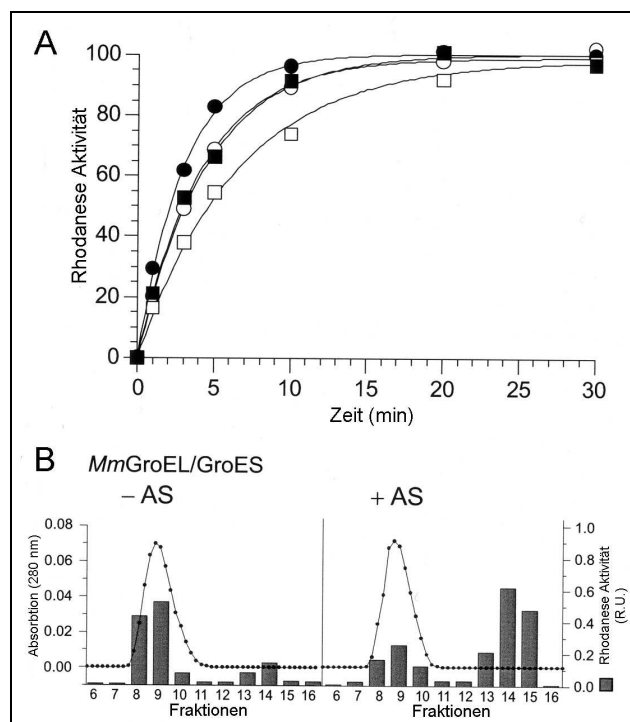 A
Rhodanese Aktivität
100
80
60
40
20
0
0 5 10 15 20 25 30
Zeit (min)
B
MmGroEL/GroES
– AS + AS
Absorbtion (280 nm)
0.08
0.06
0.04
0.02
0.00
1.0
0.8
0.6
0.4
0.2
0.0
Rhodanese Aktivität
(R.U.)
6 7 8 9 10 11 12 13 14 15 16 6 7 8 9 10 11 12 13 14 15 16
Fraktionen Fraktionen